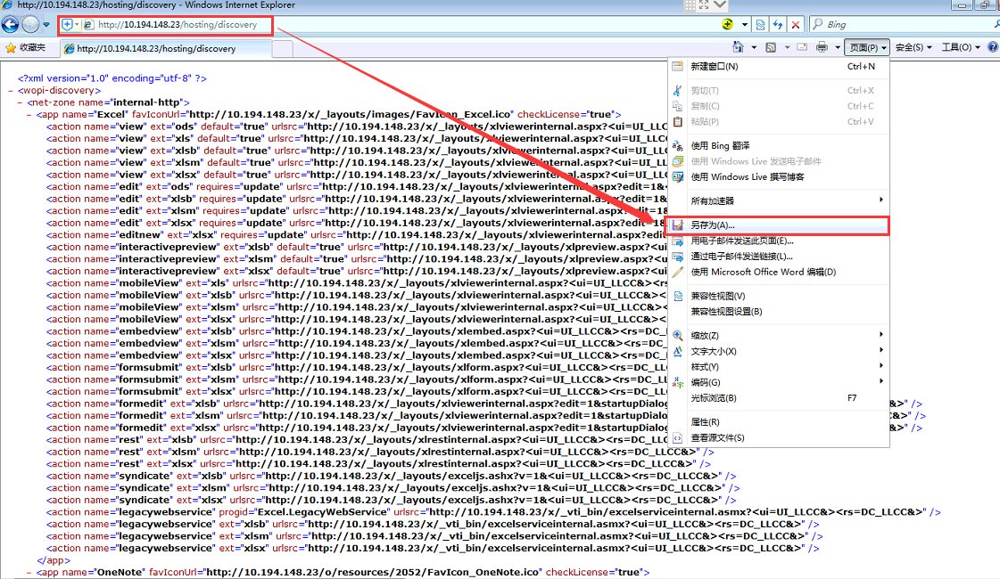 http://10.194.148.23/hosting/discovery - Windows Internet Explorer
http://10.194.148.23/hosting/discovery
Bing
收藏夹
http://10.194.148.23/hosting/discovery
页面(P) 安全(S) 工具(O)
<?xml version="1.0" encoding="utf-8" ?>
- <wopi-discovery>
- <net-zone name="internal-http">
- <app name="Excel" favIconUrl="http://10.194.148.23/x/_layouts/images/FavIcon_Excel.ico" checkLicense="true">
<action name="view" ext="ods" default="true" urlsrc="http://10.194.148.23/x/_layouts/xlviewerinternal.aspx?<ui=UI_LL
<action name="view" ext="xls" default="true" urlsrc="http://10.194.148.23/x/_layouts/xlviewerinternal.aspx?<ui=UI_LLC
<action name="view" ext="xlsb" default="true" urlsrc="http://10.194.148.23/x/_layouts/xlviewerinternal.aspx?<ui=UI_L
<action name="view" ext="xlsm" default="true" urlsrc="http://10.194.148.23/x/_layouts/xlviewerinternal.aspx?<ui=UI_
<action name="view" ext="xlsx" default="true" urlsrc="http://10.194.148.23/x/_layouts/xlviewerinternal.aspx?<ui=UI_L
<action name="edit" ext="ods" requires="update" urlsrc="http://10.194.148.23/x/_layouts/xlviewerinternal.aspx?edit=1&<
<action name="edit" ext="xlsb" requires="update" urlsrc="http://10.194.148.23/x/_layouts/xlviewerinternal.aspx?edit=1&
<action name="edit" ext="xlsm" requires="update" urlsrc="http://10.194.148.23/x/_layouts/xlviewerinternal.aspx?edit=1
<action name="edit" ext="xlsx" requires="update" urlsrc="http://10.194.148.23/x/_layouts/xlviewerinternal.aspx?edit=1&
<action name="editnew" ext="xlsx" requires="update" urlsrc="http://10.194.148.23/x/_layouts/xlviewerinternal.aspx?edit
<action name="interactivepreview" ext="xlsb" default="true" urlsrc="http://10.194.148.23/x/_layouts/xlpreview.aspx?<ui
<action name="interactivepreview" ext="xlsm" default="true" urlsrc="http://10.194.148.23/x/_layouts/xlpreview.aspx?<u
<action name="interactivepreview" ext="xlsx" default="true" urlsrc="http://10.194.148.23/x/_layouts/xlpreview.aspx?<ui
<action name="mobileView" ext="xls" urlsrc="http://10.194.148.23/x/_layouts/xlviewerinternal.aspx?<ui=UI_LLCC&><rs
<action name="mobileView" ext="xlsb" urlsrc="http://10.194.148.23/x/_layouts/xlviewerinternal.aspx?<ui=UI_LLCC&><r
<action name="mobileView" ext="xlsm" urlsrc="http://10.194.148.23/x/_layouts/xlviewerinternal.aspx?<ui=UI_LLCC&><
<action name="mobileView" ext="xlsx" urlsrc="http://10.194.148.23/x/_layouts/xlviewerinternal.aspx?<ui=UI_LLCC&><r
<action name="embedview" ext="xlsb" urlsrc="http://10.194.148.23/x/_layouts/xlembed.aspx?<ui=UI_LLCC&><rs=DC_
<action name="embedview" ext="xlsm" urlsrc="http://10.194.148.23/x/_layouts/xlembed.aspx?<ui=UI_LLCC&><rs=DC
<action name="embedview" ext="xlsx" urlsrc="http://10.194.148.23/x/_layouts/xlembed.aspx?<ui=UI_LLCC&><rs=DC_
<action name="formsubmit" ext="xlsb" urlsrc="http://10.194.148.23/x/_layouts/xlform.aspx?<ui=UI_LLCC&><rs=DC_LL
<action name="formsubmit" ext="xlsm" urlsrc="http://10.194.148.23/x/_layouts/xlform.aspx?<ui=UI_LLCC&><rs=DC_L
<action name="formsubmit" ext="xlsx" urlsrc="http://10.194.148.23/x/_layouts/xlform.aspx?<ui=UI_LLCC&><rs=DC_LL
<action name="formedit" ext="xlsb" urlsrc="http://10.194.148.23/x/_layouts/xlviewerinternal.aspx?edit=1&startupDialog &>" />
<action name="formedit" ext="xlsm" urlsrc="http://10.194.148.23/x/_layouts/xlviewerinternal.aspx?edit=1&startupDialo &>" />
<action name="formedit" ext="xlsx" urlsrc="http://10.194.148.23/x/_layouts/xlviewerinternal.aspx?edit=1&startupDialog &>" />
<action name="rest" ext="xlsb" urlsrc="http://10.194.148.23/x/_layouts/xlrestinternal.aspx?<ui=UI_LLCC&><rs=DC_LLCC&>" />
<action name="rest" ext="xlsm" urlsrc="http://10.194.148.23/x/_layouts/xlrestinternal.aspx?<ui=UI_LLCC&><rs=DC_LLCC&>" />
<action name="rest" ext="xlsx" urlsrc="http://10.194.148.23/x/_layouts/xlrestinternal.aspx?<ui=UI_LLCC&><rs=DC_LLCC&>" />
<action name="syndicate" ext="xlsb" urlsrc="http://10.194.148.23/x/_layouts/exceljs.ashx?v=1&<ui=UI_LLCC&><rs=DC_LLCC&>" />
<action name="syndicate" ext="xlsm" urlsrc="http://10.194.148.23/x/_layouts/exceljs.ashx?v=1&<ui=UI_LLCC&><rs=DC_LLCC&>" />
<action name="syndicate" ext="xlsx" urlsrc="http://10.194.148.23/x/_layouts/exceljs.ashx?v=1&<ui=UI_LLCC&><rs=DC_LLCC&>" />
<action name="legacywebservice" progid="Excel.LegacyWebService" urlsrc="http://10.194.148.23/x/_vti_bin/excelserviceinternal.asmx?<ui=UI_LLCC&><rs=DC_LLCC&>" />
<action name="legacywebservice" ext="xlsb" urlsrc="http://10.194.148.23/x/_vti_bin/excelserviceinternal.asmx?<ui=UI_LLCC&><rs=DC_LLCC&>" />
<action name="legacywebservice" ext="xlsm" urlsrc="http://10.194.148.23/x/_vti_bin/excelserviceinternal.asmx?<ui=UI_LLCC&><rs=DC_LLCC&>" />
<action name="legacywebservice" ext="xlsx" urlsrc="http://10.194.148.23/x/_vti_bin/excelserviceinternal.asmx?<ui=UI_LLCC&><rs=DC_LLCC&>" />
</app>
- <app name="OneNote" favIconUrl="http://10.194.148.23/o/resources/2052/FavIcon_OneNote.ico" checkLicense="true">
新建窗口(N) Ctrl+N
剪切(T) Ctrl+X
复制(C) Ctrl+C
粘贴(P) Ctrl+V
使用 Bing 翻译
使用 Windows Live 发送电子邮件
使用 Windows Live 撰写博客
所有加速器
另存为(A)...
用电子邮件发送此页面(E)...
通过电子邮件发送链接(L)...
使用 Microsoft Office Word 编辑(D)
兼容性视图(V)
兼容性视图设置(B)
缩放(Z)
文字大小(X)
样式(Y)
编码(G)
光标浏览(B) F7
属性(R)
查看源文件(S)